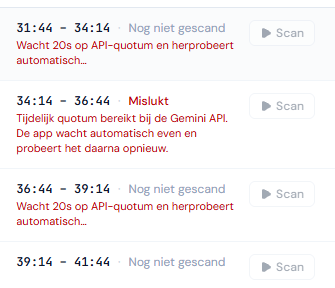 31:44 – 34:14 · Nog niet gescand
Scan
Wacht 20s op API-quotum en herprobeert
automatisch…
34:14 – 36:44 · Mislukt
Scan
Tijdelijk quotum bereikt bij de Gemini API.
De app wacht automatisch even en
probeert het daarna opnieuw.
36:44 – 39:14 · Nog niet gescand
Scan
Wacht 20s op API-quotum en herprobeert
automatisch…
39:14 – 41:44 · Nog niet gescand
Scan